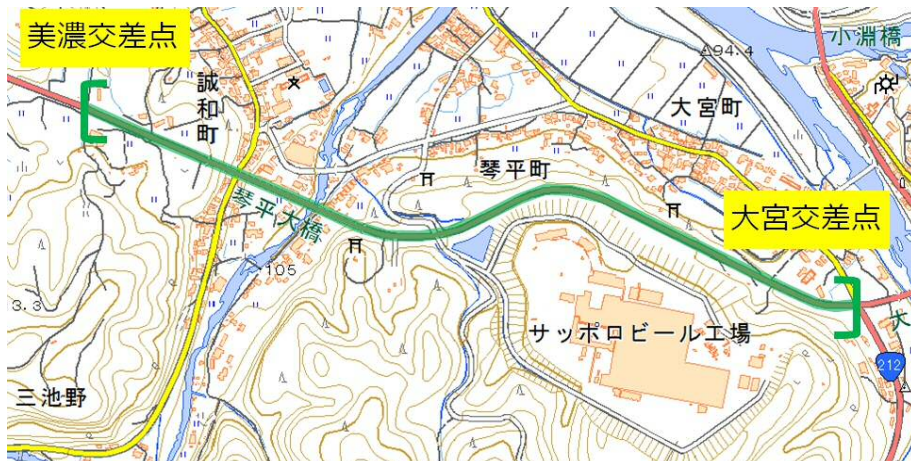 美濃交差点
小淵橋
94.4
誠和町
大宮町
琴平町
琴平大橋
大宮交差点
105
3.3
サッポロビール工場
大
212
三池野